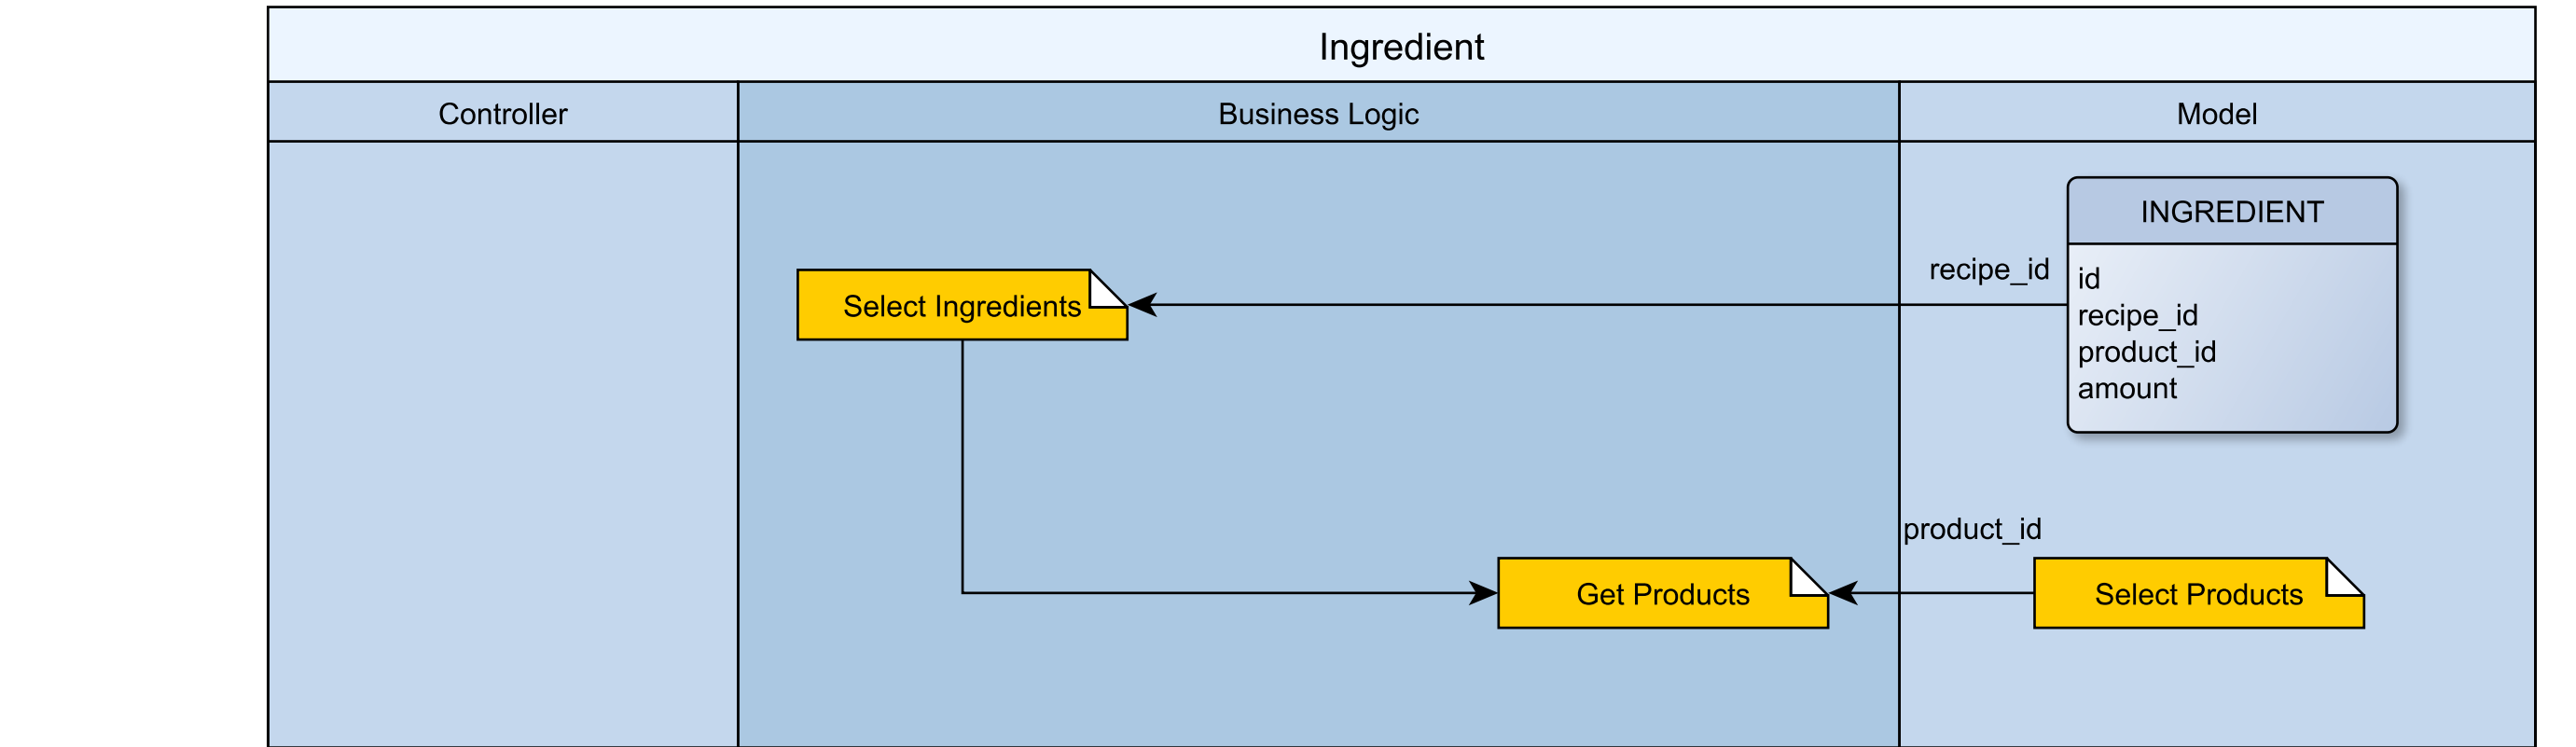 Ingredient
Controller
Business Logic
Model
INGREDIENT
recipe_id
id
recipe_id
product_id
amount
Select Ingredients
product_id
Get Products
Select Products